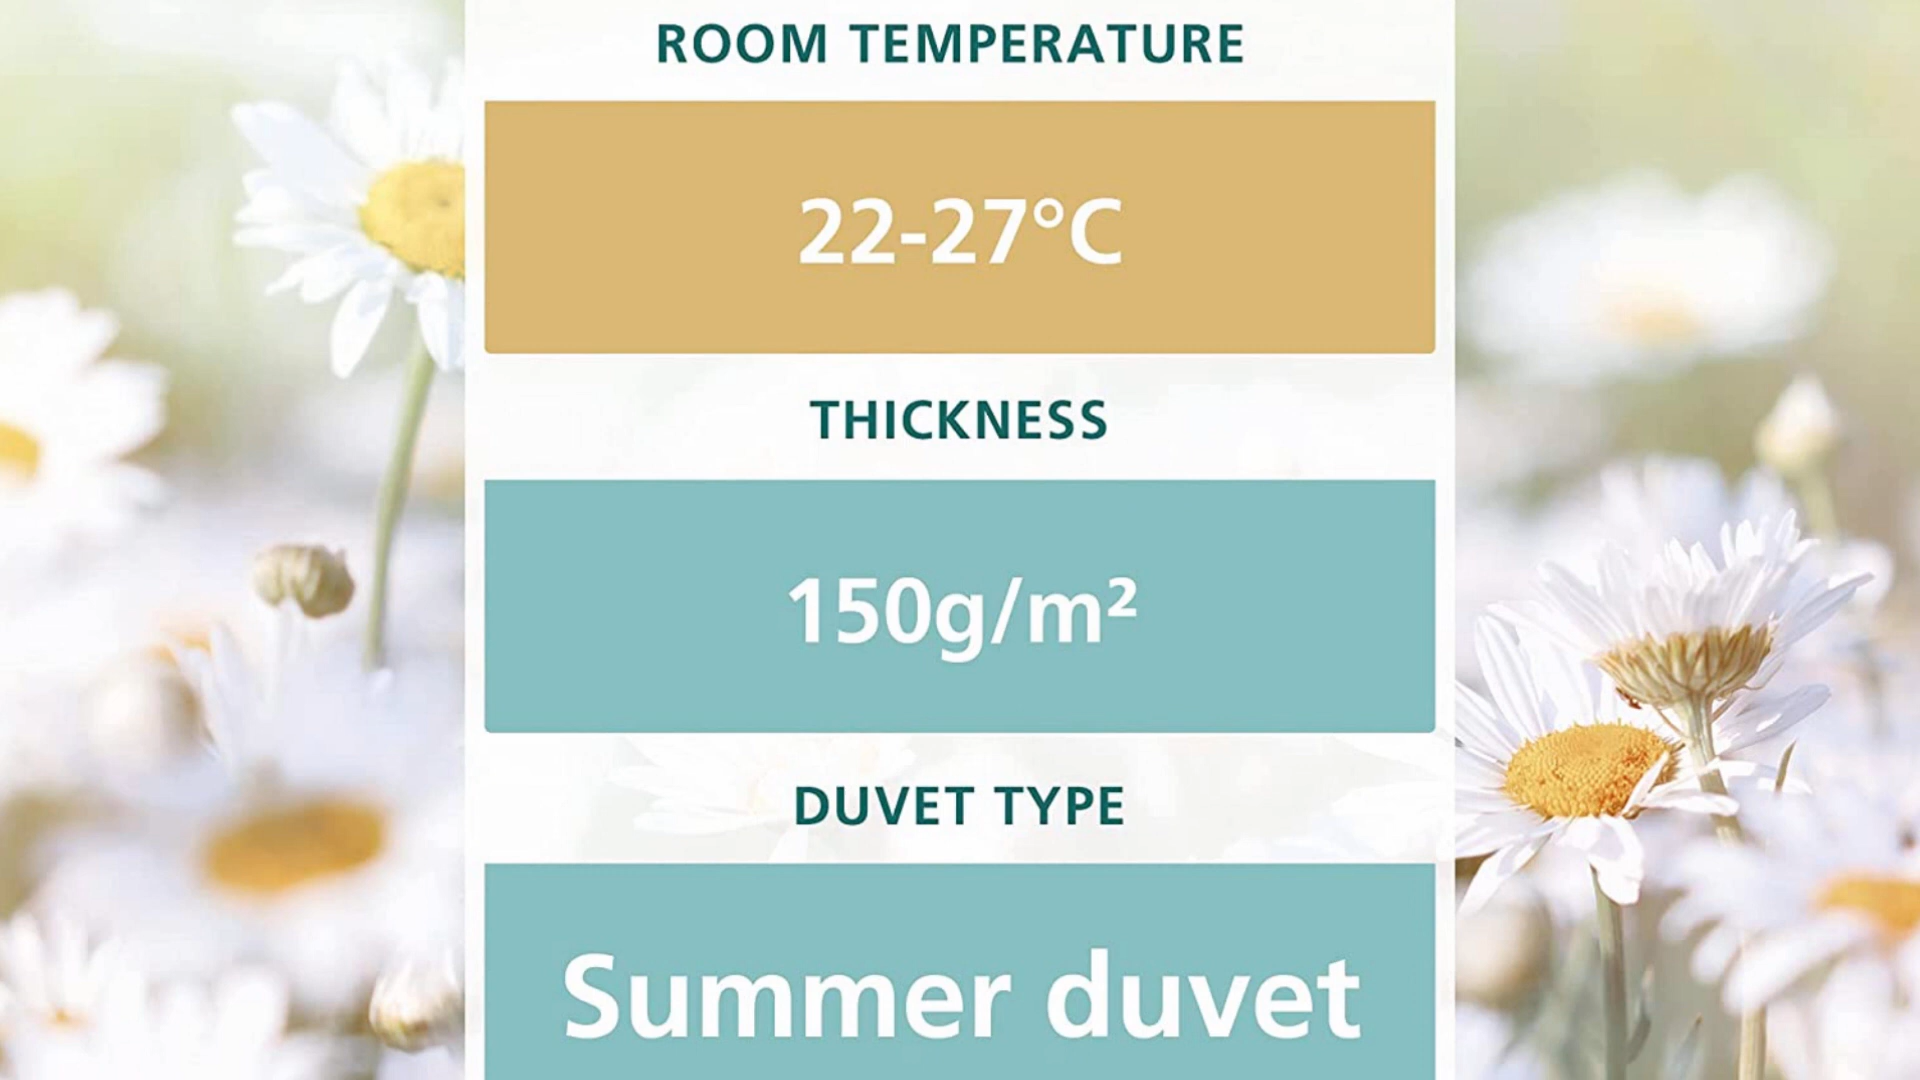 ROOM TEMPERATURE
22-27°C
THICKNESS
150g/m²
DUVET TYPE
Summer duvet